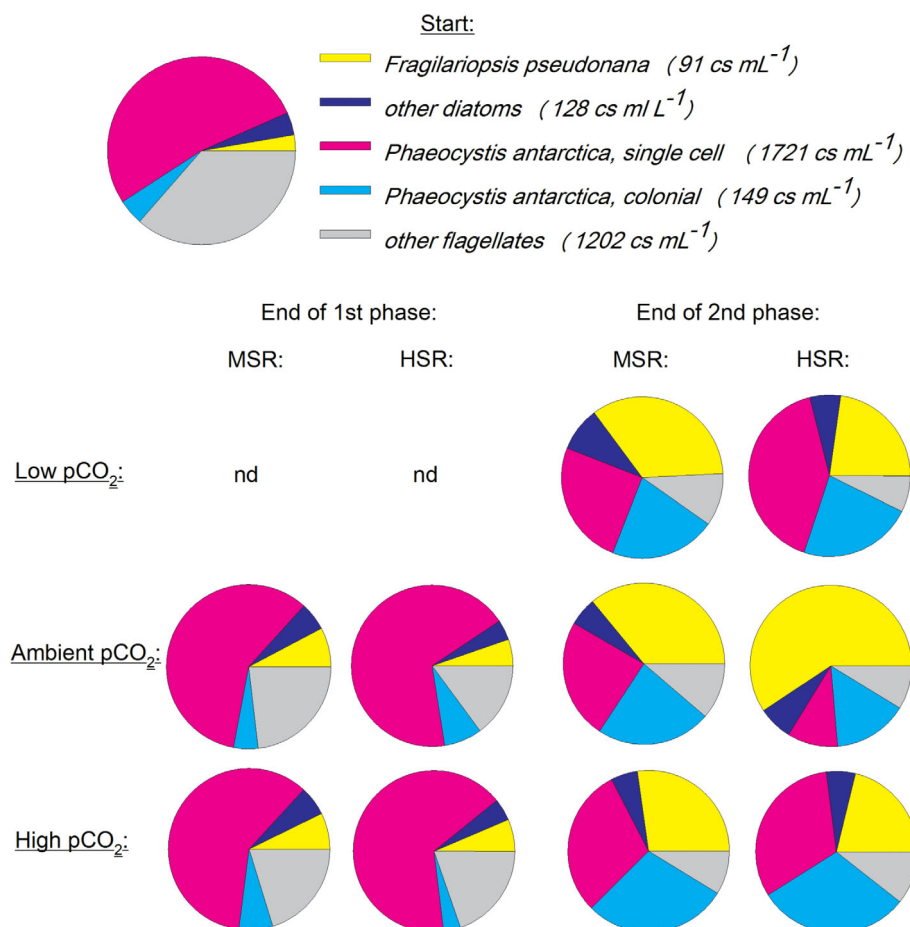 Start:
Fragilariopsis pseudonana (91 cs mL⁻¹)
other diatoms (128 cs ml L⁻¹)
Phaeocystis antarctica, single cell (1721 cs mL⁻¹)
Phaeocystis antarctica, colonial (149 cs mL⁻¹)
other flagellates (1202 cs mL⁻¹)
End of 1st phase: End of 2nd phase:
MSR: HSR: MSR: HSR:
Low pCO₂: nd nd
Ambient pCO₂:
High pCO₂: